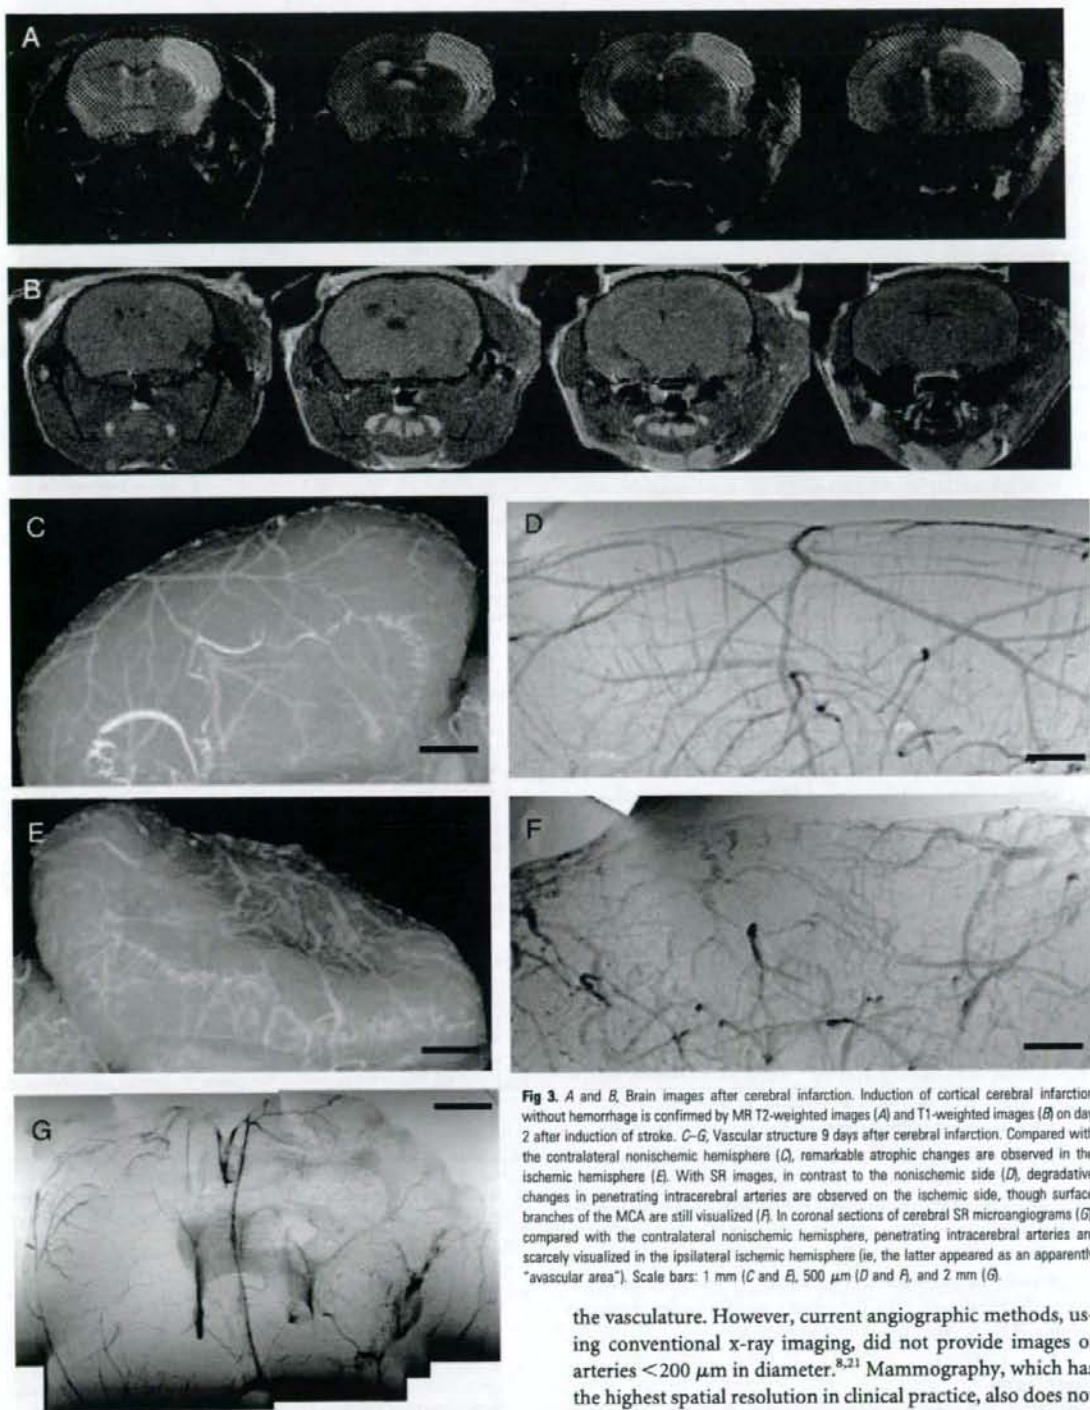 A
B
C
D
E
F
G
Fig 3. A and B, Brain images after cerebral infarction. Induction of cortical cerebral infarction
without hemorrhage is confirmed by MR T2-weighted images (A) and T1-weighted images (B) on day
2 after induction of stroke. C–G, Vascular structure 9 days after cerebral infarction. Compared with
the contralateral nonischemic hemisphere (C), remarkable atrophic changes are observed in the
ischemic hemisphere (E). With SR images, in contrast to the nonischemic side (D), degradative
changes in penetrating intracerebral arteries are observed on the ischemic side, though surface
branches of the MCA are still visualized (F). In coronal sections of cerebral SR microangiograms (G)
compared with the contralateral nonischemic hemisphere, penetrating intracerebral arteries are
scarcely visualized in the ipsilateral ischemic hemisphere (ie, the latter appeared as an apparently
"avascular area"). Scale bars: 1 mm (C and E), 500 μm (D and F), and 2 mm (G).
the vasculature. However, current angiographic methods, us-
ing conventional x-ray imaging, did not provide images o
arteries <200 μm in diameter.8,21 Mammography, which has
the highest spatial resolution in clinical practice, also does no